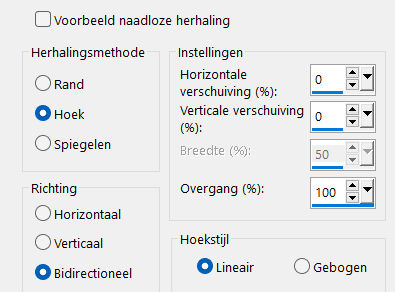 Voorbeeld naadloze herhaling
Herhalingsmethode
Rand
Hoek
Spiegelen
Richting
Horizontaal
Verticaal
Bidirectioneel
Instellingen
Horizontale
verschuiving (%):
0
Verticale verschuiving
(%):
0
Breedte (%):
50
Overgang (%):
100
Hoekstijl
Lineair
Gebogen